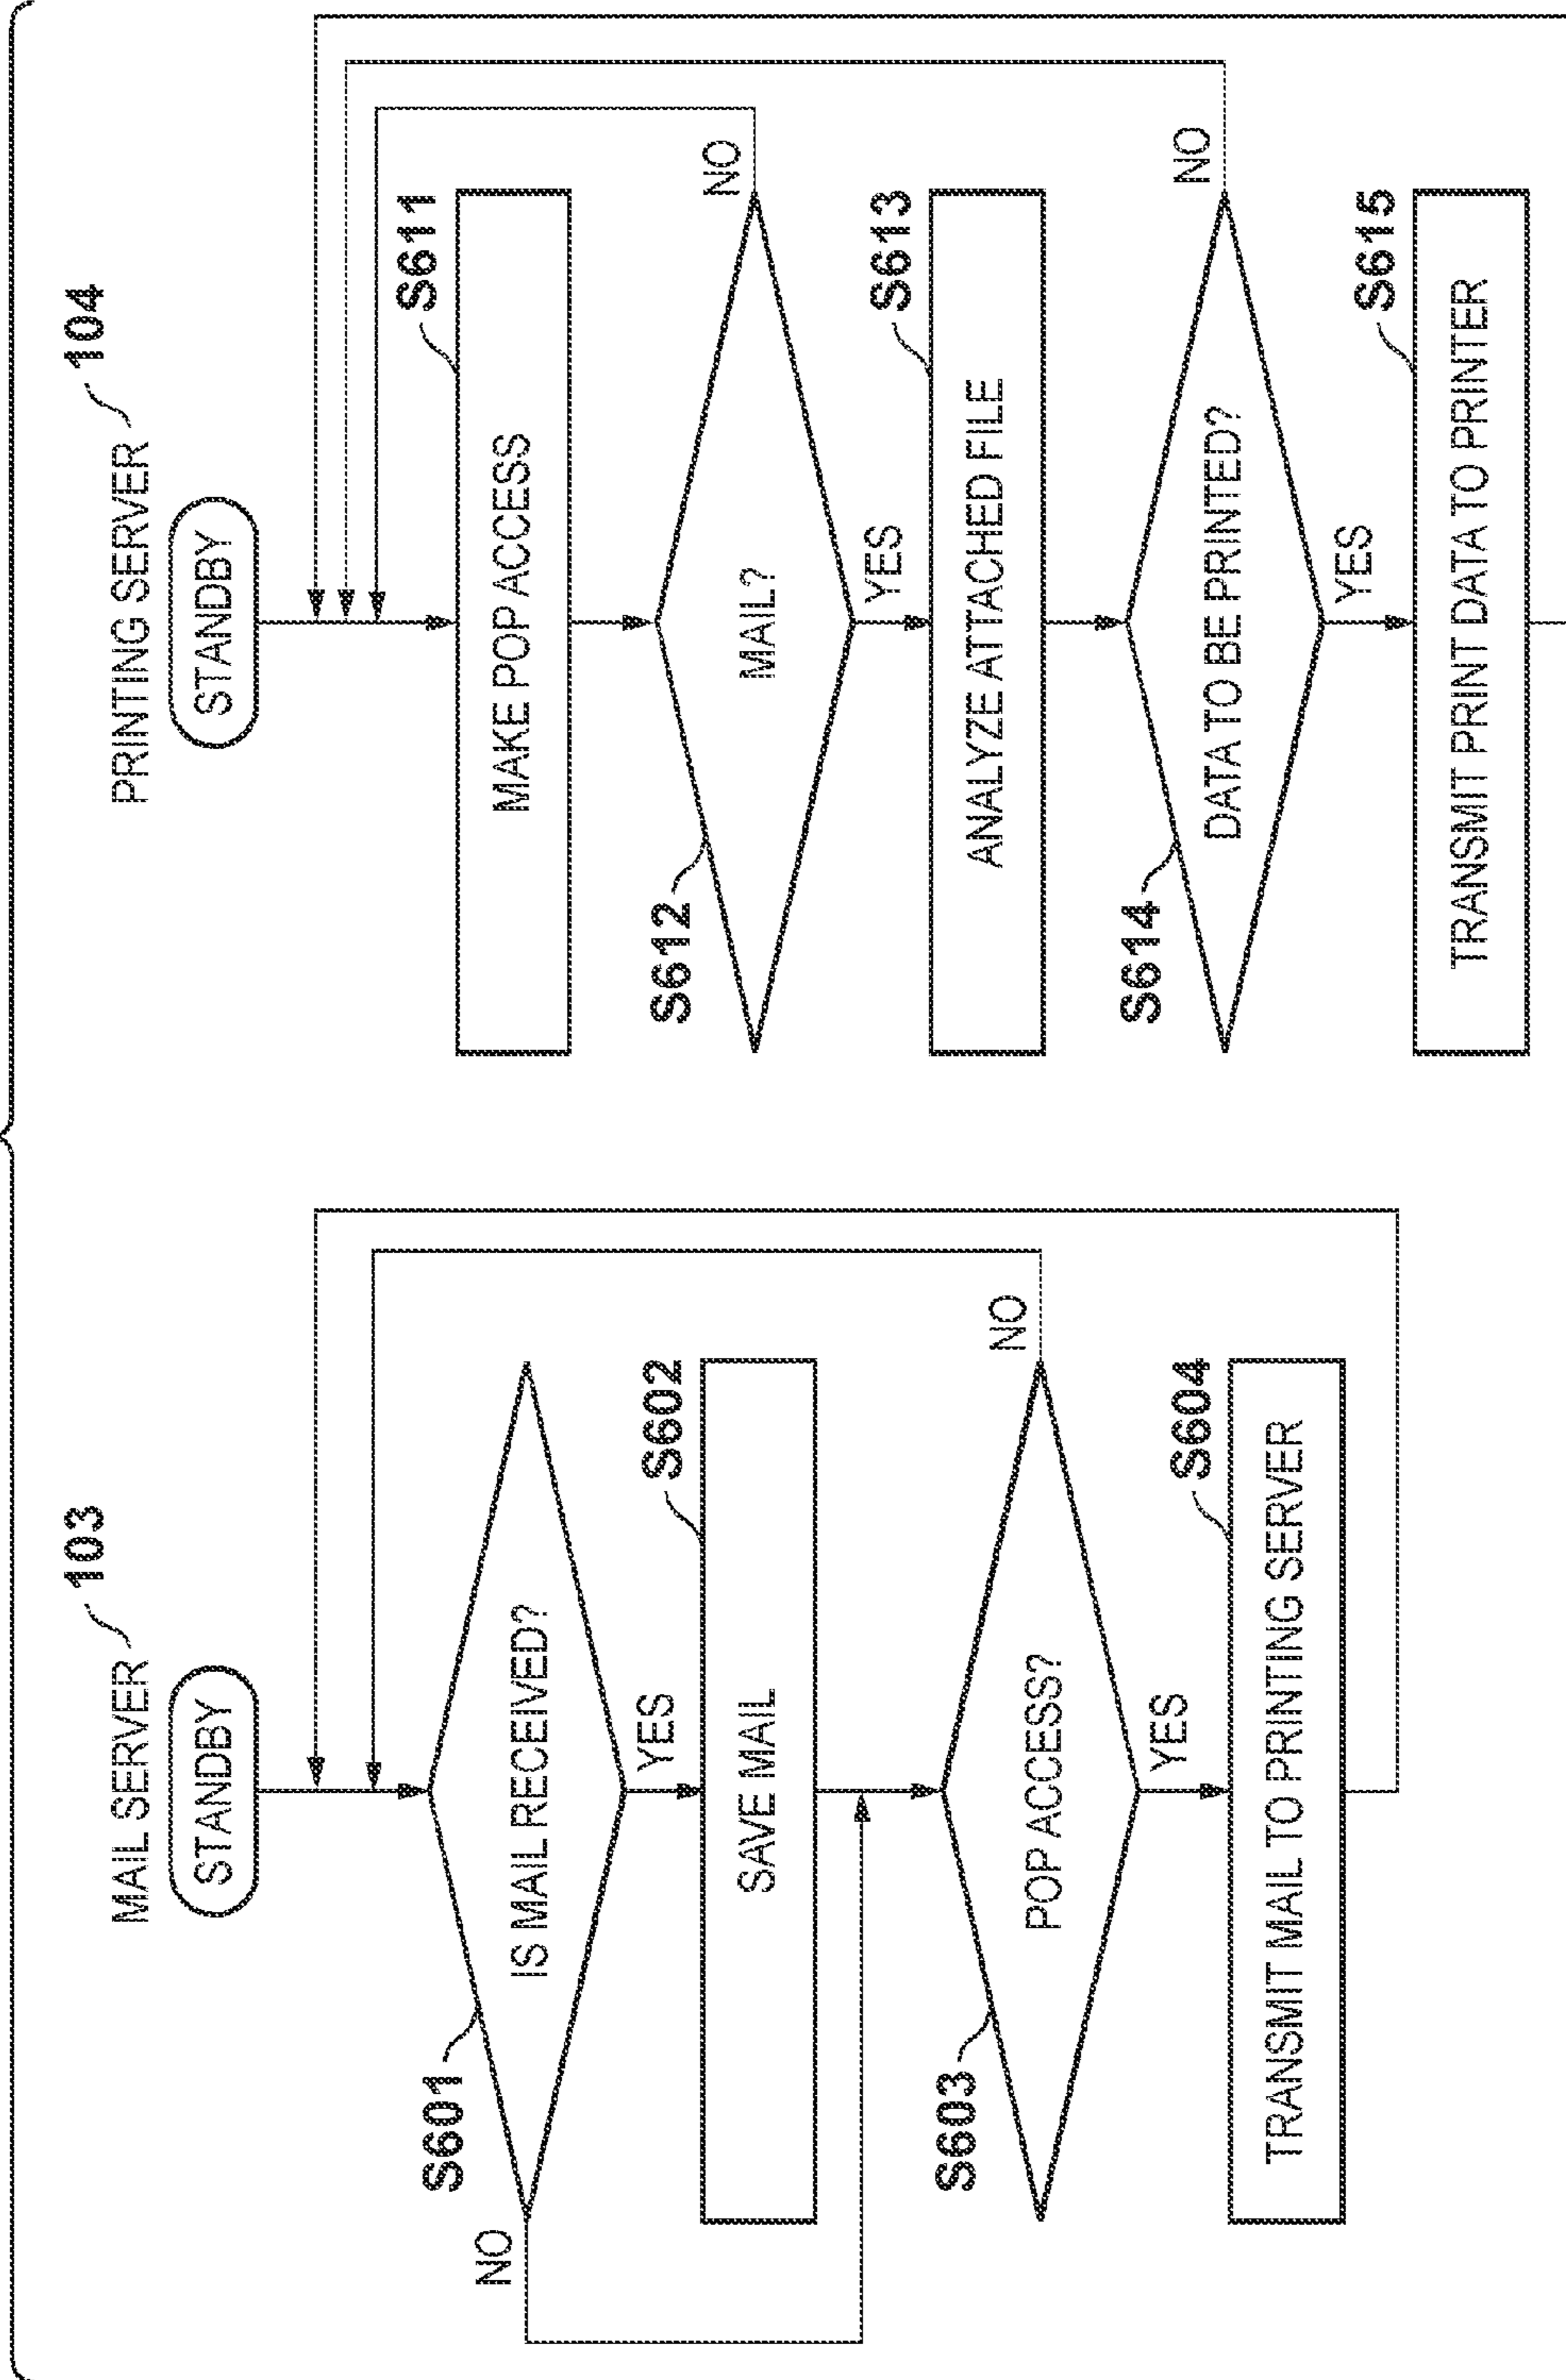 MAIL SERVER 103
STANDBY
S601
IS MAIL RECEIVED?
NO
YES
S602
SAVE MAIL
S603
POP ACCESS?
NO
YES
S604
TRANSMIT MAIL TO PRINTING SERVER
PRINTING SERVER 104
STANDBY
S611
MAKE POP ACCESS
S612
MAIL?
NO
YES
S613
ANALYZE ATTACHED FILE
S614
DATA TO BE PRINTED?
NO
YES
S615
TRANSMIT PRINT DATA TO PRINTER